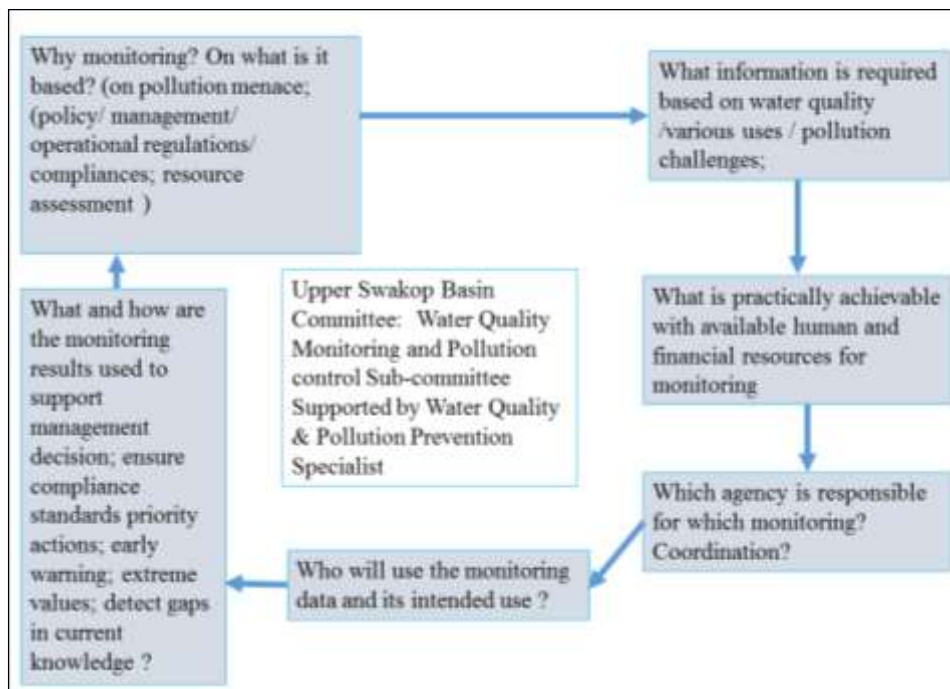 Why monitoring? On what is it
based? (on pollution menace;
(policy/ management/
operational regulations/
compliances; resource
assessment )
What information is required
based on water quality
/various uses / pollution
challenges;
What is practically achievable
with available human and
financial resources for
monitoring
Which agency is responsible
for which monitoring?
Coordination?
Who will use the monitoring
data and its intended use ?
What and how are
the monitoring
results used to
support
management
decision; ensure
compliance
standards priority
actions; early
warning; extreme
values; detect gaps
in current
knowledge ?
Upper Swakop Basin
Committee: Water Quality
Monitoring and Pollution
control Sub-committee
Supported by Water Quality
& Pollution Prevention
Specialist